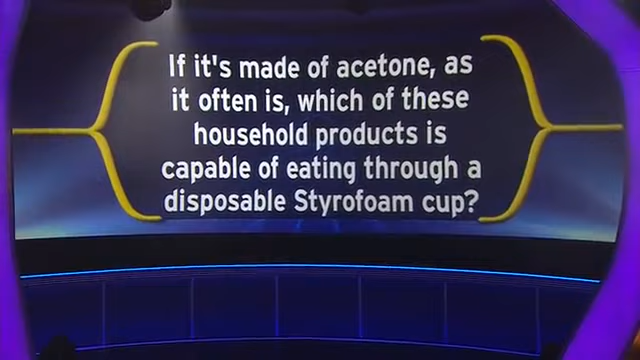 If it's made of acetone, as
it often is, which of these
household products is
capable of eating through a
disposable Styrofoam cup?